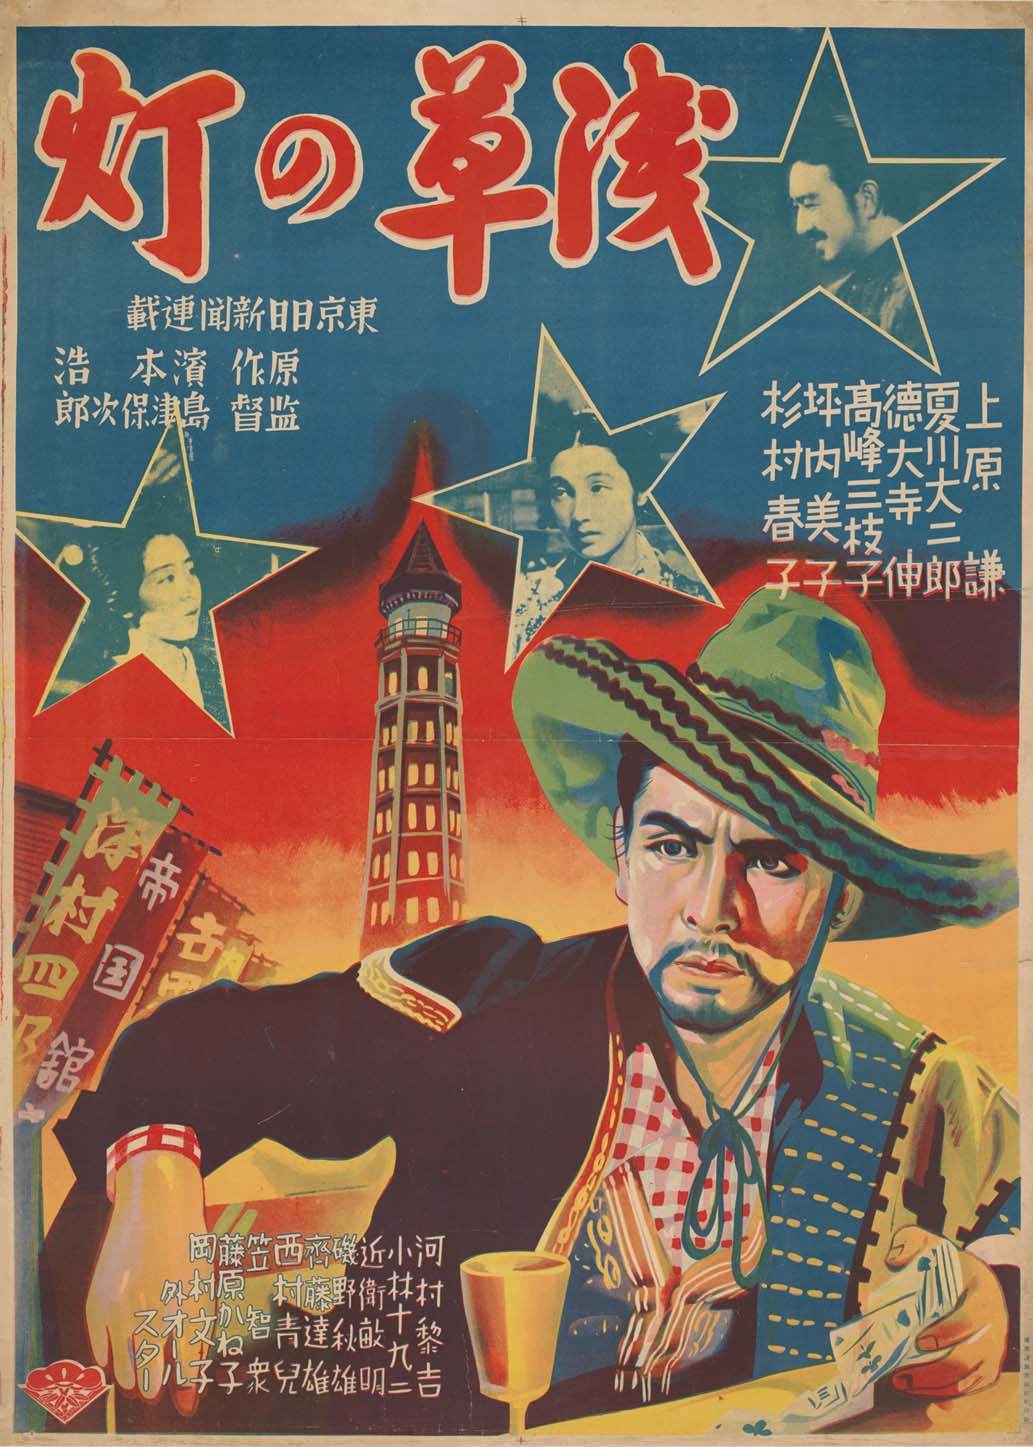 浅草の灯
東京日日新聞連載
原作 濱本浩
監督 島津保次郎
上原謙
夏川大二郎
徳大寺伸
高峰三枝子
坪内美子
杉村春子
村四郎
帝国館
河村黎吉
小林十九二
近衛敏明
磯野秋雄
齋藤達雄
西村青兒
笠智衆
藤原かね子
岡村文子
外オールスター